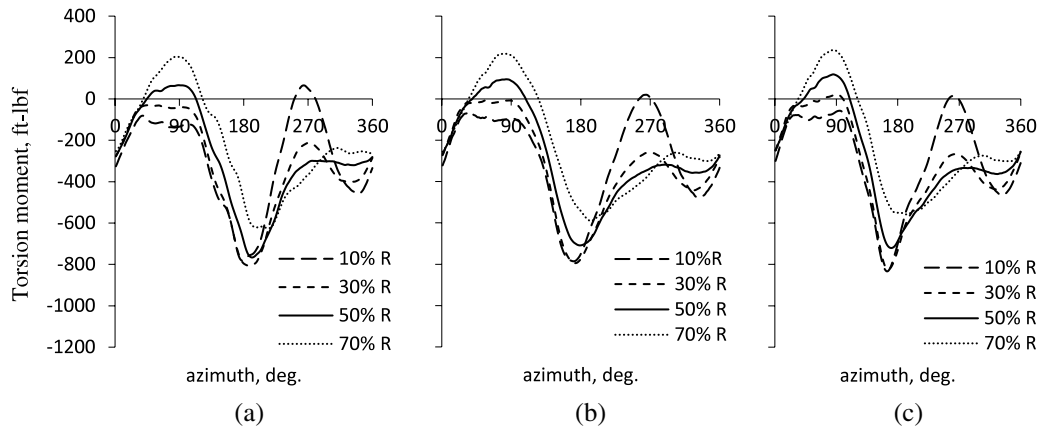 400
200
0
-200
-400
-600
-800
-1000
-1200
Torsion moment, ft-lbf
0 90 180 270 360
10% R
30% R
50% R
70% R
azimuth, deg.
(a)
0 90 180 270 360
10% R
30% R
50% R
70% R
azimuth, deg.
(b)
0 90 180 270 360
10% R
30% R
50% R
70% R
azimuth, deg.
(c)